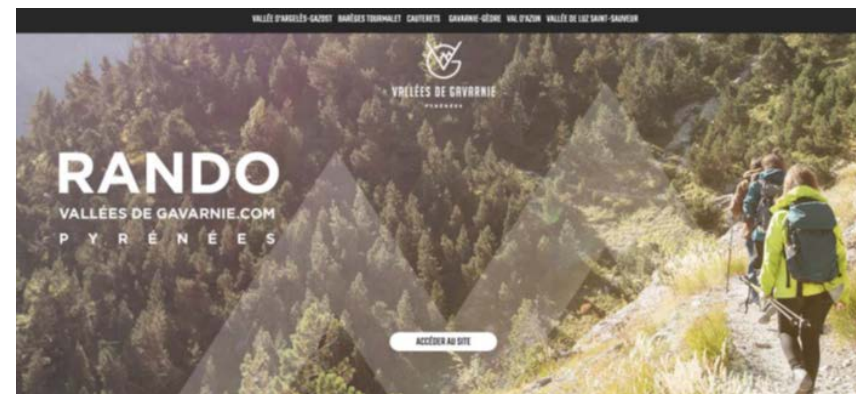 VALLÉE D'ARGELÈS-GAZOST BARÈGES TOURMALET CAUTERETS GAVARNIE-GÈDRE VAL D'AZUN VALLÉE DE LUZ SAINT-SAUVEUR
VALLÉES DE GAVARNIE
PYRÉNÉES
RANDO
VALLÉES DE GAVARNIE.COM
PYRÉNÉES
ACCÉDER AU SITE